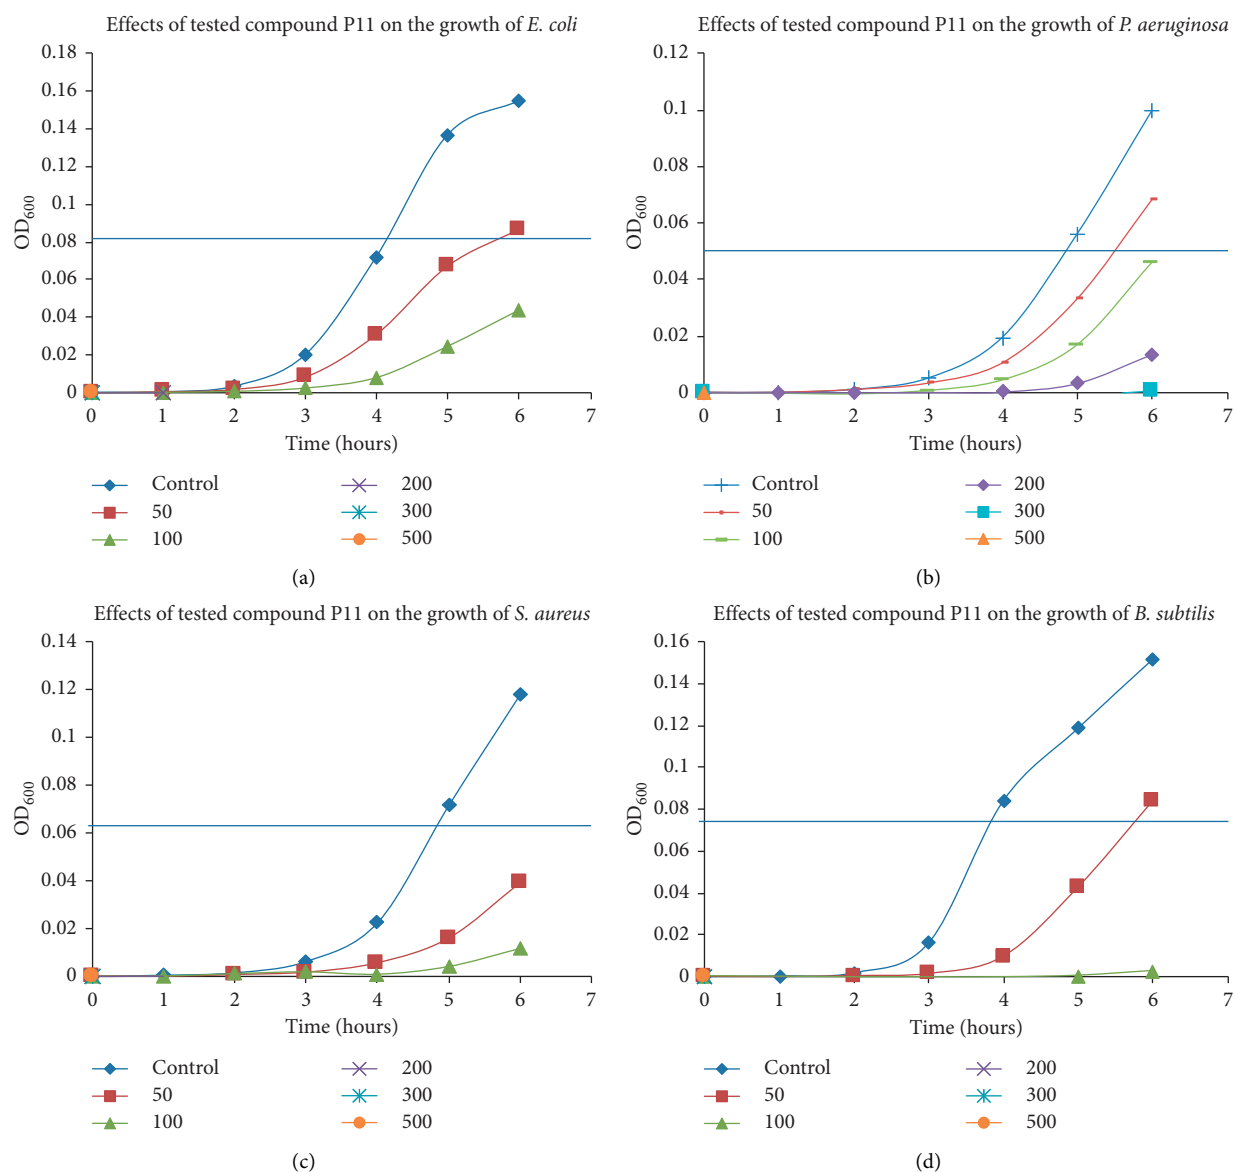 Effects of tested compound P11 on the growth of E. coli
0.18
0.16
0.14
0.12
0.1
0.08
0.06
0.04
0.02
0
OD600
0 1 2 3 4 5 6 7
Time (hours)
Control 200
50 300
100 500
(a)
Effects of tested compound P11 on the growth of P. aeruginosa
0.12
0.1
0.08
0.06
0.04
0.02
0
OD600
0 1 2 3 4 5 6 7
Time (hours)
Control 200
50 300
100 500
(b)
Effects of tested compound P11 on the growth of S. aureus
0.14
0.12
0.1
0.08
0.06
0.04
0.02
0
OD600
0 1 2 3 4 5 6 7
Time (hours)
Control 200
50 300
100 500
(c)
Effects of tested compound P11 on the growth of B. subtilis
0.16
0.14
0.12
0.1
0.08
0.06
0.04
0.02
0
OD600
0 1 2 3 4 5 6 7
Time (hours)
Control 200
50 300
100 500
(d)